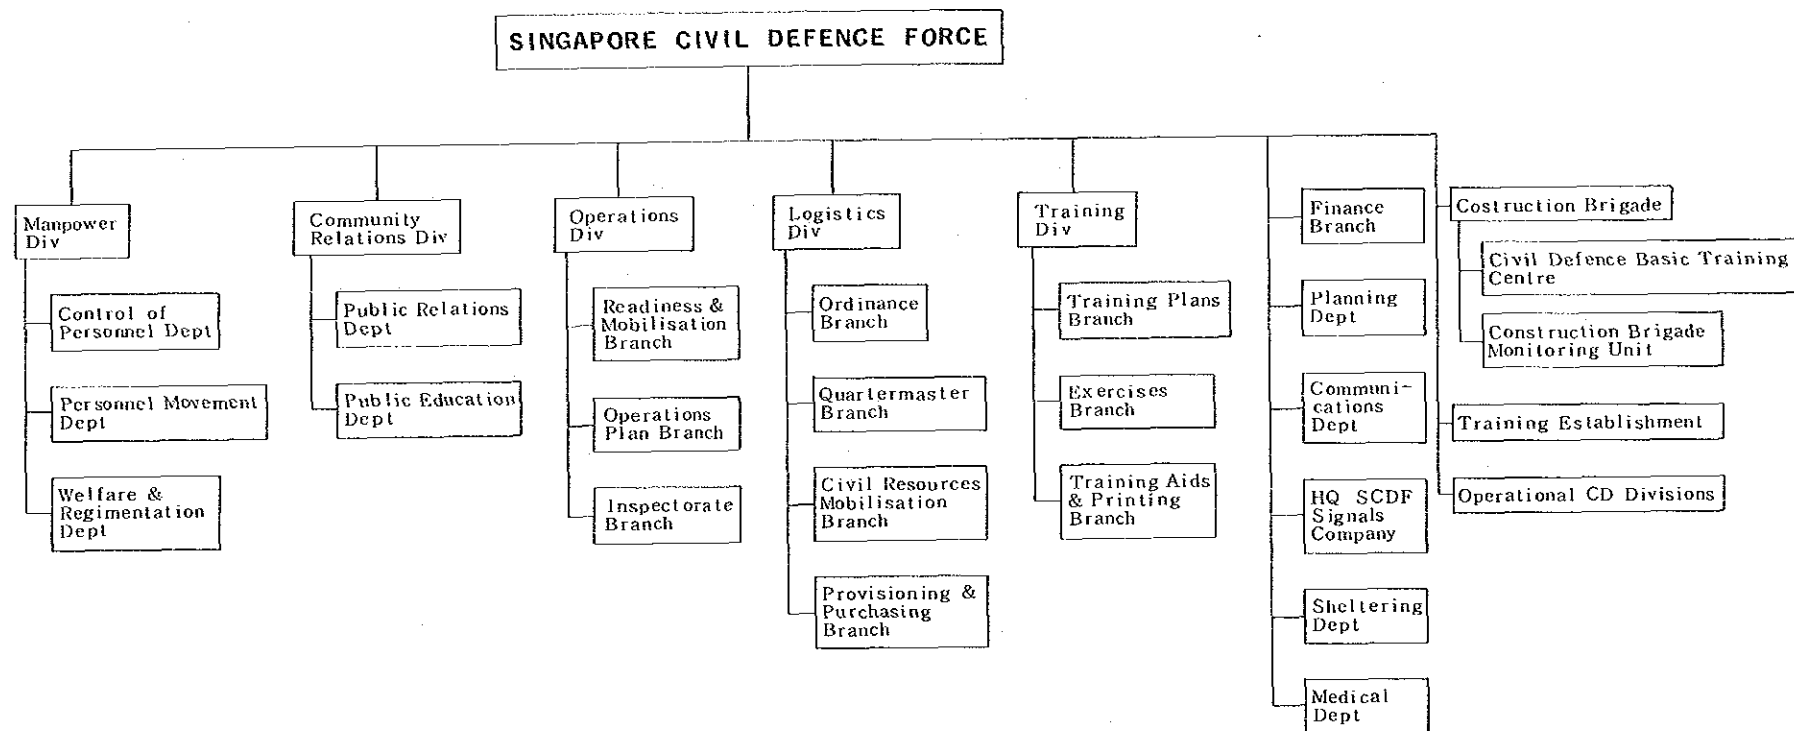 SINGAPORE CIVIL DEFENCE FORCE
Manpower
Div
Control of
Personnel Dept
Personnel Movement
Dept
Welfare &
Regimentation
Dept
Community
Relations Div
Public Relations
Dept
Public Education
Dept
Operations
Div
Readiness &
Mobilisation
Branch
Operations
Plan Branch
Inspectorate
Branch
Logistics
Div
Ordinance
Branch
Quartermaster
Branch
Civil Resources
Mobilisation
Branch
Provisioning &
Purchasing
Branch
Training
Div
Training Plans
Branch
Exercises
Branch
Training Aids
& Printing
Branch
Finance
Branch
Planning
Dept
Communi-
cations
Dept
HQ SCDF
Signals
Company
Sheltering
Dept
Medical
Dept
Costruction Brigade
Civil Defence Basic Training
Centre
Construction Brigade
Monitoring Unit
Training Establishment
Operational CD Divisions